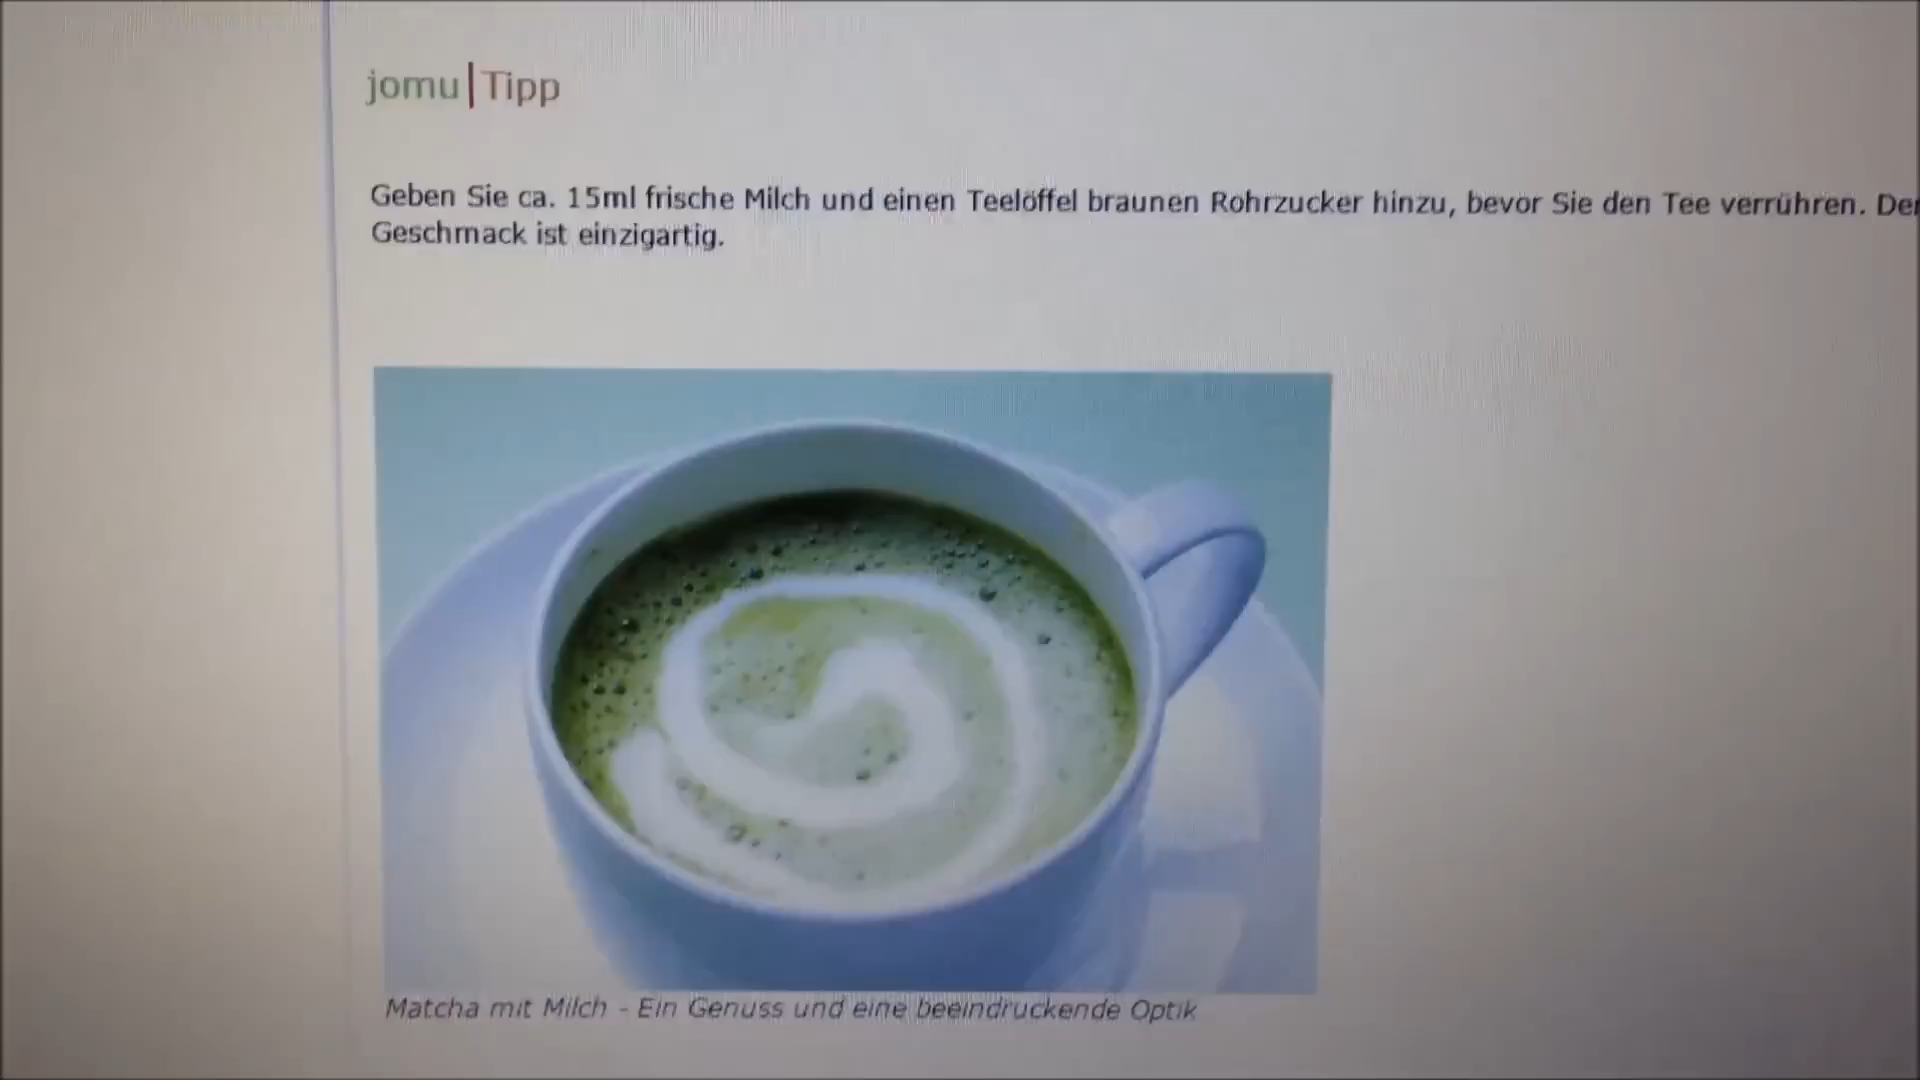 jomu|Tipp
Geben Sie ca. 15ml frische Milch und einen Teelöffel braunen Rohrzucker hinzu, bevor Sie den Tee verrühren. Der
Geschmack ist einzigartig.
Matcha mit Milch - Ein Genuss und eine beeindruckende Optik